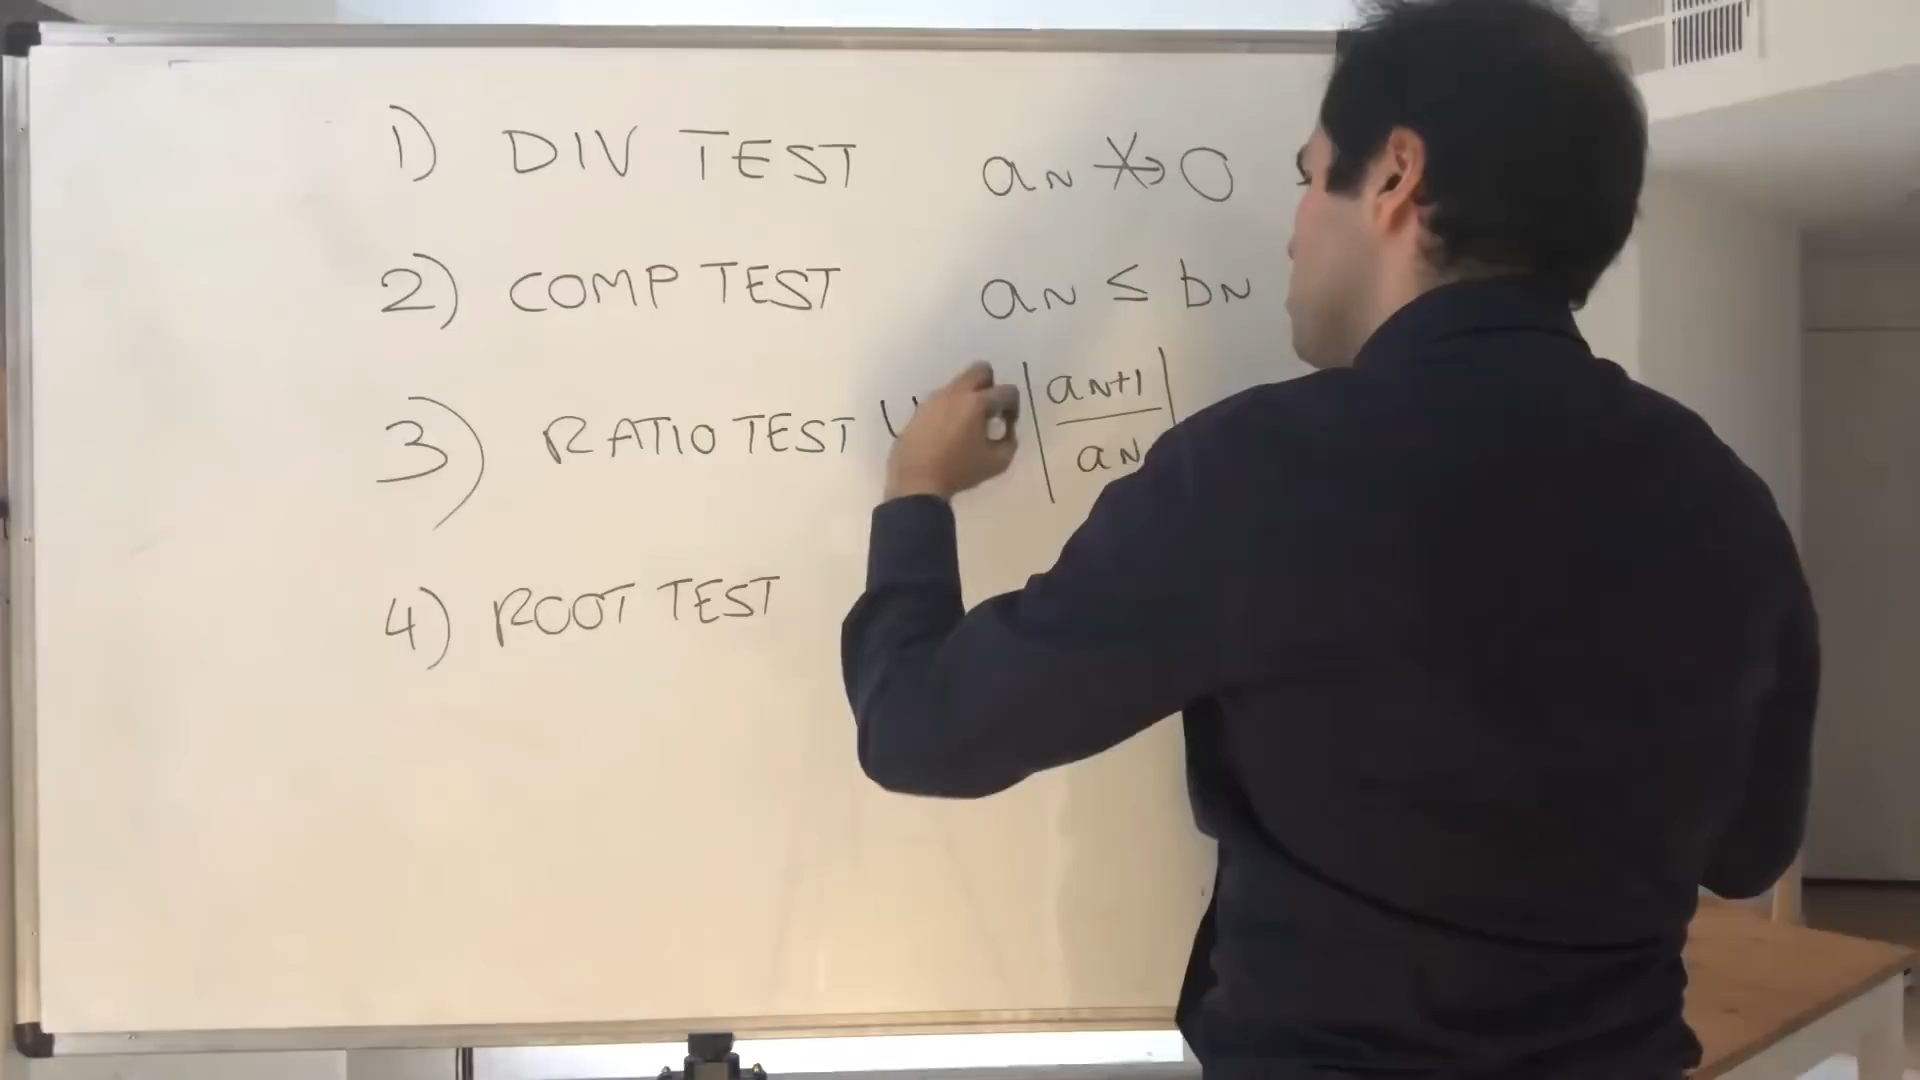 1) DIV TEST aN ↛ 0
2) COMP TEST aN ≤ bN
3) RATIO TEST |aN+1 / aN|
4) ROOT TEST